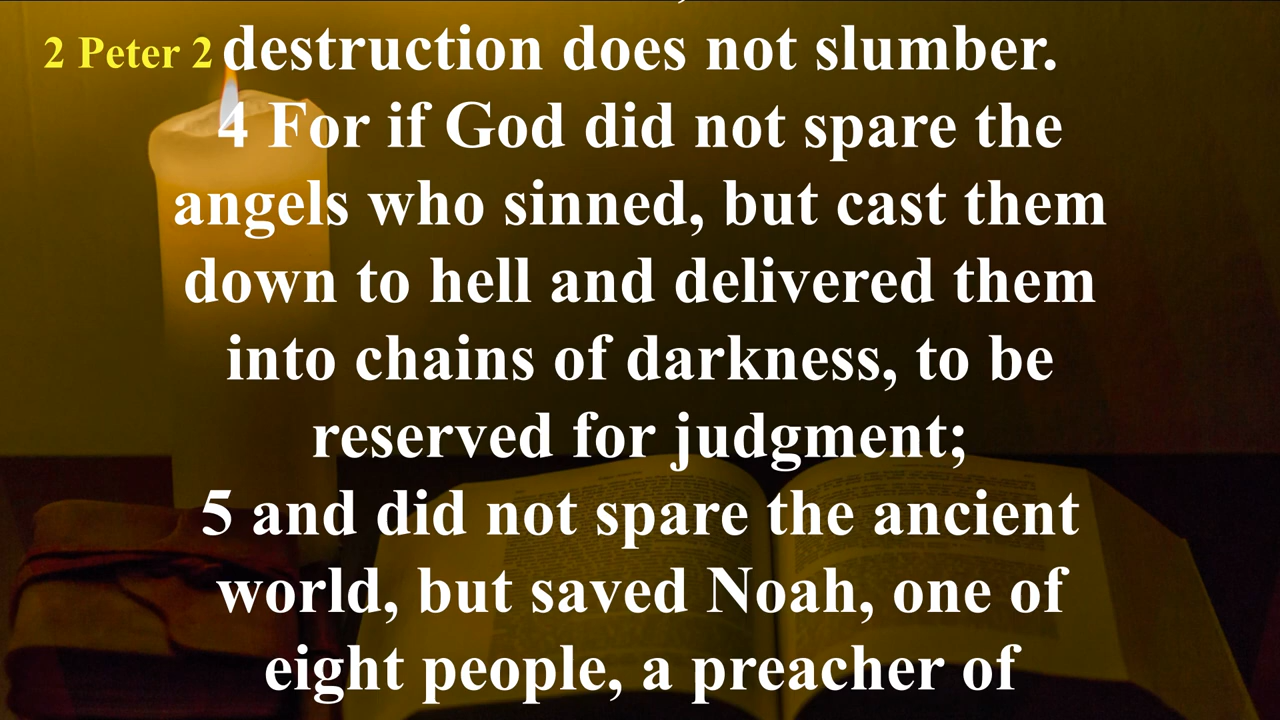 2 Peter 2
destruction does not slumber.
4 For if God did not spare the
angels who sinned, but cast them
down to hell and delivered them
into chains of darkness, to be
reserved for judgment;
5 and did not spare the ancient
world, but saved Noah, one of
eight people, a preacher of